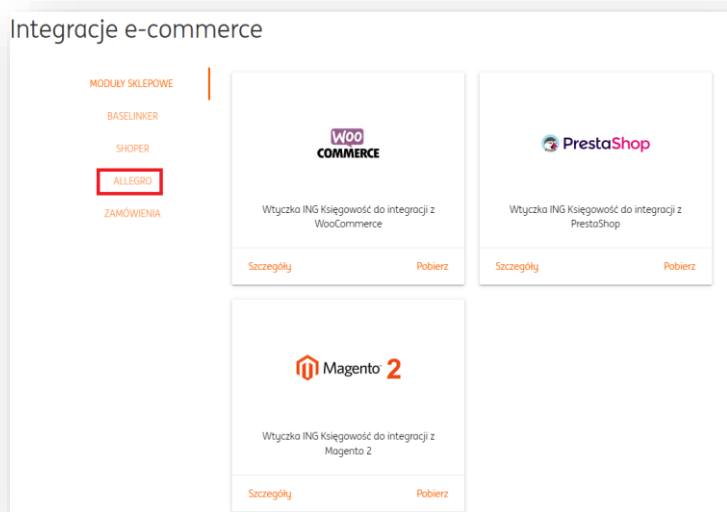 Integracje e-commerce
MODUŁY SKLEPOWE
BASELINKER
SHOPER
ALLEGRO
ZAMÓWIENIA
WOO
COMMERCE
Wtyczka ING Księgowość do integracji z
WooCommerce
Szczegóły
Pobierz
PrestaShop
Wtyczka ING Księgowość do integracji z
PrestaShop
Szczegóły
Pobierz
Magento 2
Wtyczka ING Księgowość do integracji z
Magento 2
Szczegóły
Pobierz